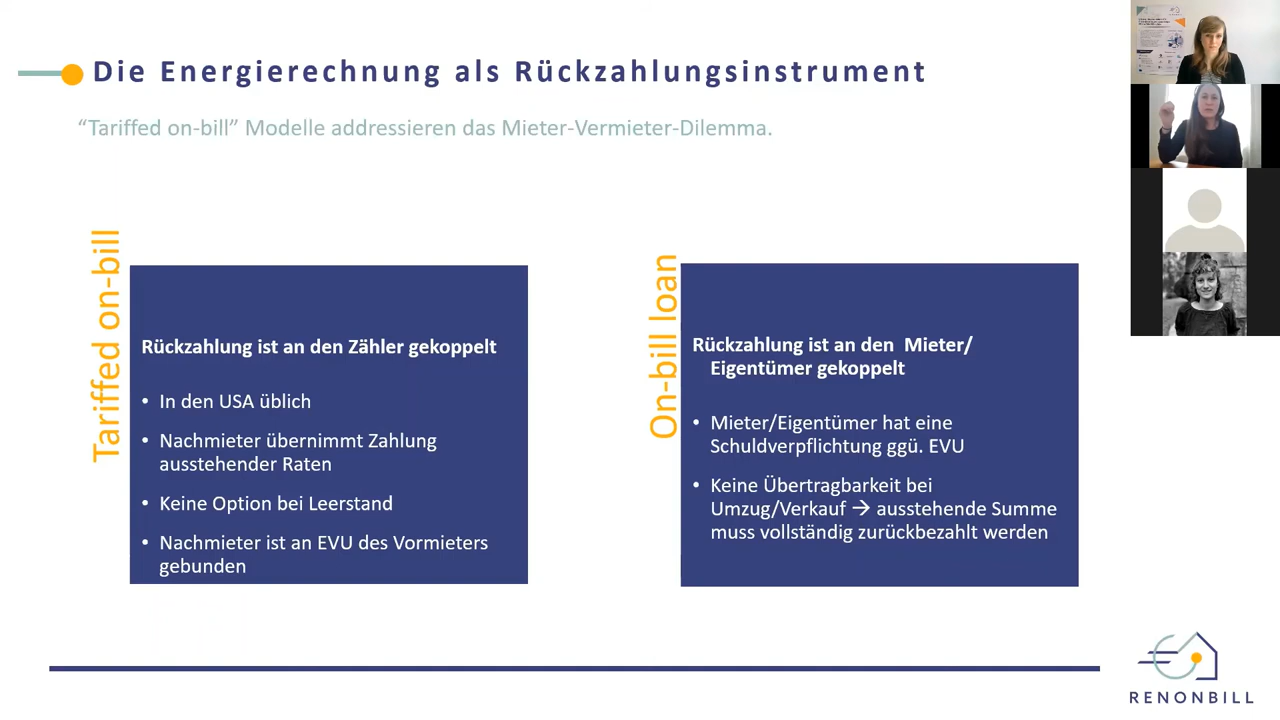 Die Energierechnung als Rückzahlungsinstrument
“Tariffed on-bill” Modelle addressieren das Mieter-Vermieter-Dilemma.
Tariffed on-bill
Rückzahlung ist an den Zähler gekoppelt
• In den USA üblich
• Nachmieter übernimmt Zahlung
ausstehender Raten
• Keine Option bei Leerstand
• Nachmieter ist an EVU des Vormieters
gebunden
On-bill loan
Rückzahlung ist an den Mieter/
Eigentümer gekoppelt
• Mieter/Eigentümer hat eine
Schuldverpflichtung ggü. EVU
• Keine Übertragbarkeit bei
Umzug/Verkauf → ausstehende Summe
muss vollständig zurückbezahlt werden
RENONBILL